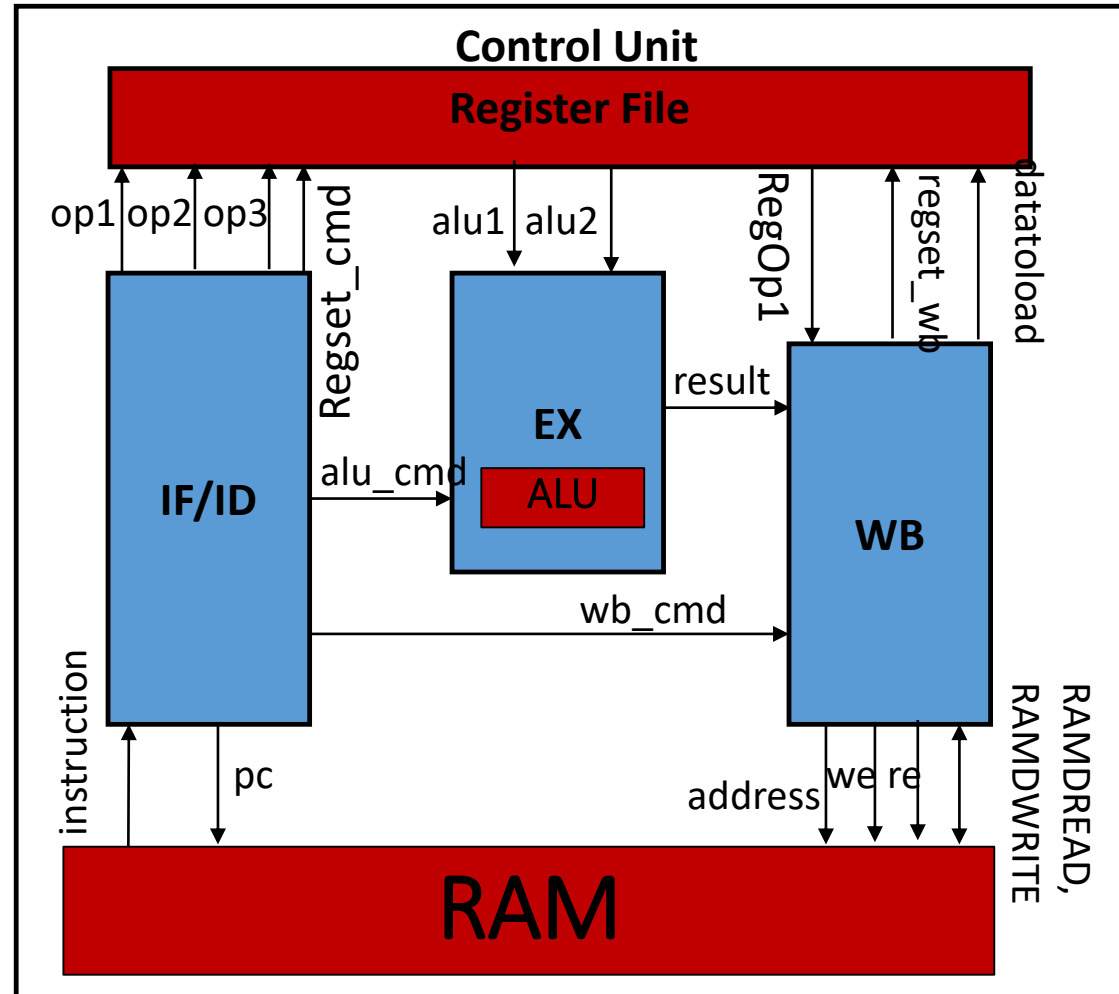 Control Unit
Register File
op1
op2
op3
Regset_cmd
alu1
alu2
RegOp1
regset_wb
datatoload
IF/ID
alu_cmd
EX
ALU
result
WB
wb_cmd
instruction
pc
address
we
re
RAMDREAD,
RAMDWRITE
RAM